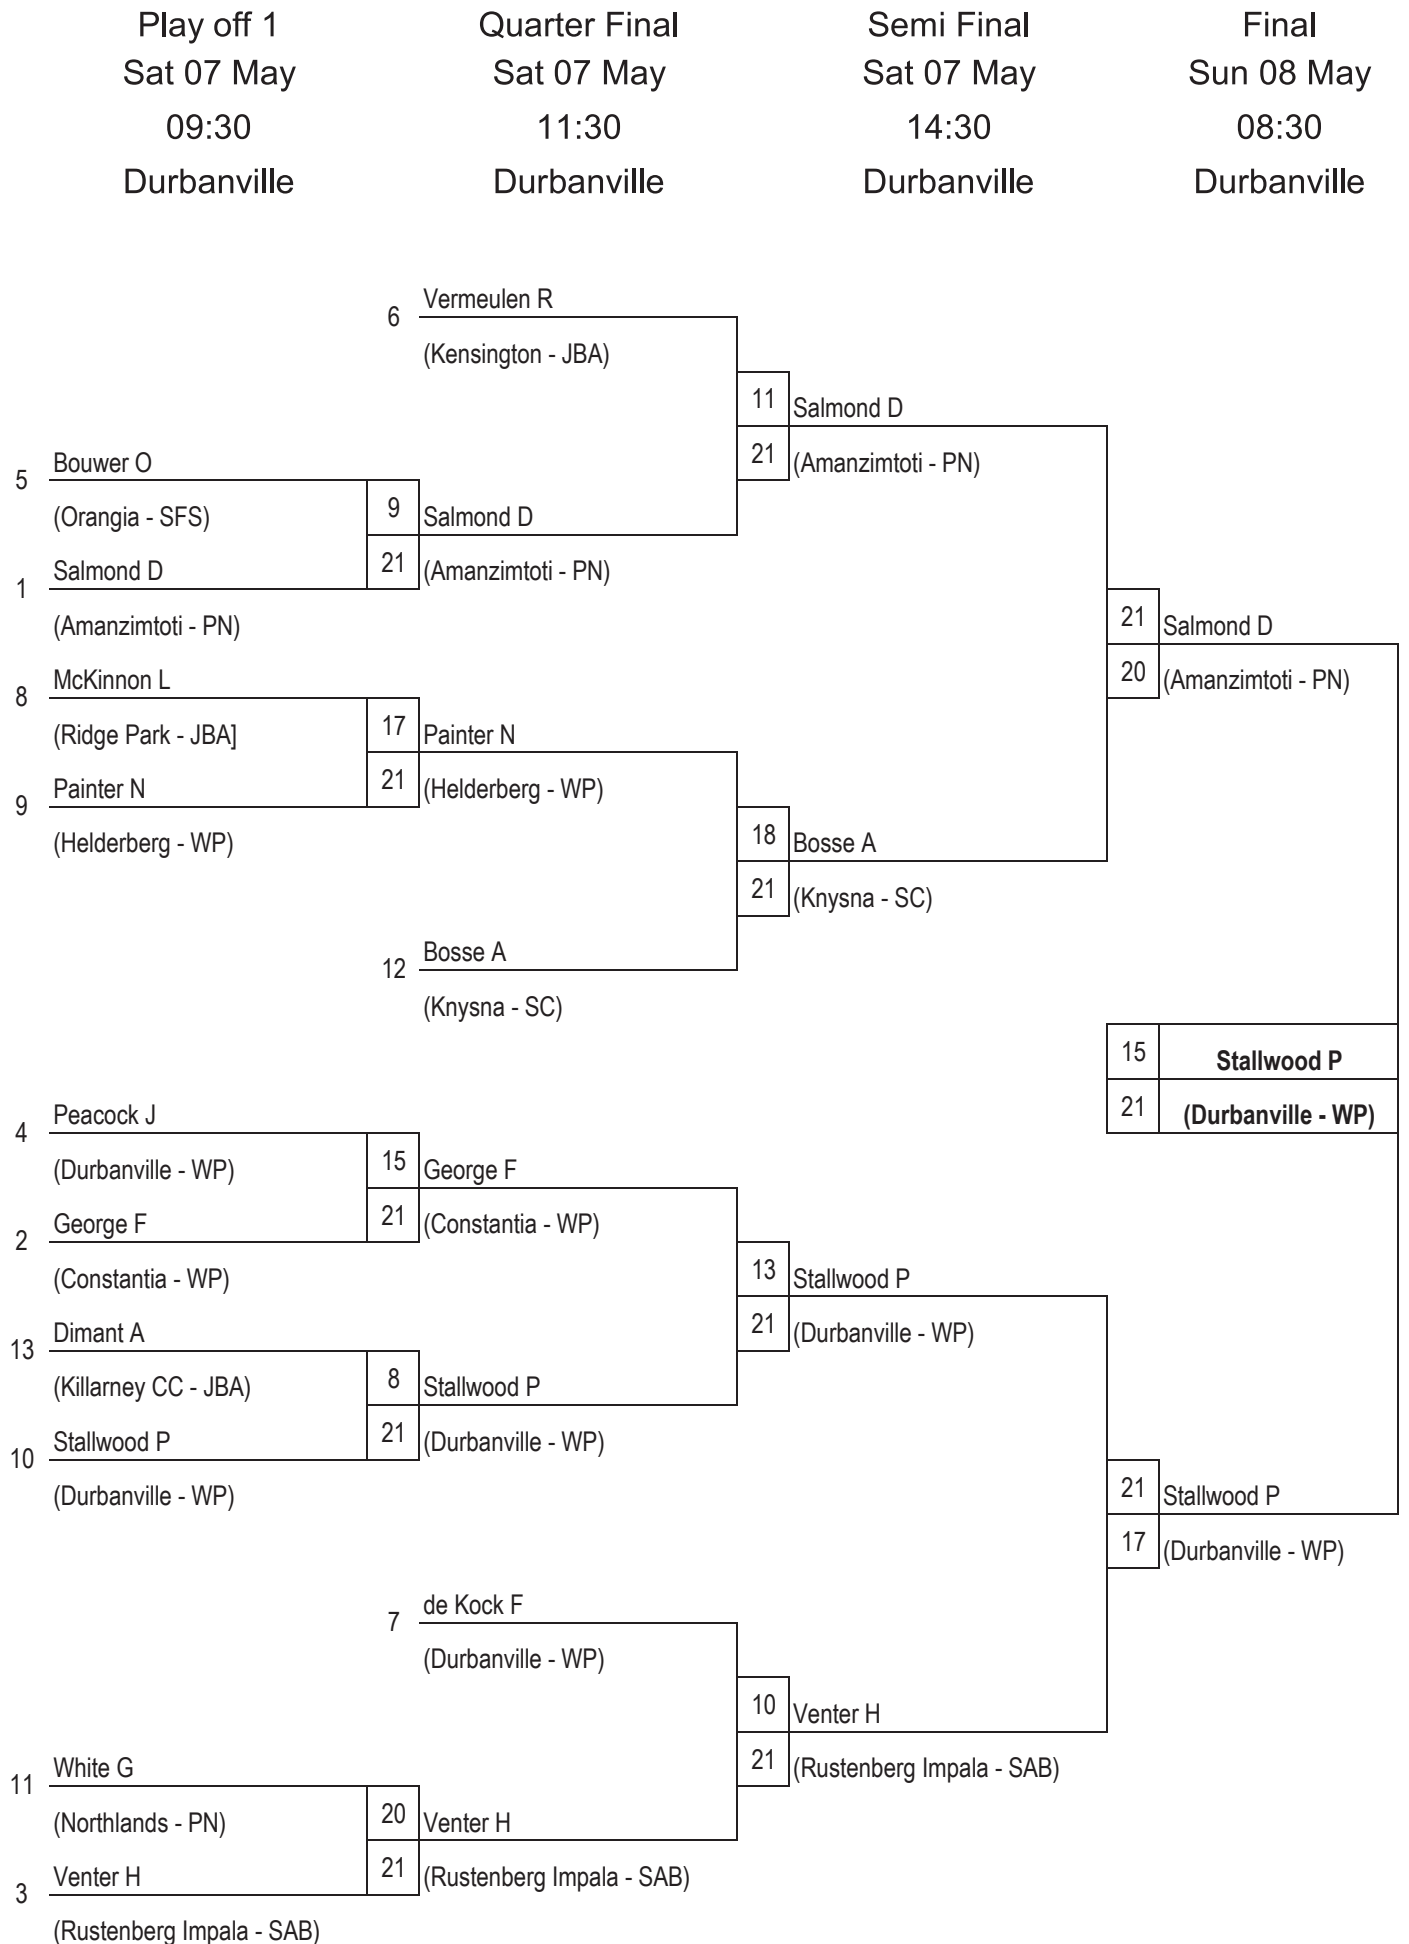 Play off 1 Quarter Final Semi Final Final
Sat 07 May Sat 07 May Sat 07 May Sun 08 May
09:30 11:30 14:30 08:30
Durbanville Durbanville Durbanville Durbanville
6 Vermeulen R
(Kensington - JBA)
11 Salmond D
21 (Amanzimtoti - PN)
5 Bouwer O
(Orangia - SFS) 9 Salmond D
1 Salmond D 21 (Amanzimtoti - PN)
(Amanzimtoti - PN)
21 Salmond D
20 (Amanzimtoti - PN)
8 McKinnon L
(Ridge Park - JBA] 17 Painter N
9 Painter N 21 (Helderberg - WP)
(Helderberg - WP)
18 Bosse A
21 (Knysna - SC)
12 Bosse A
(Knysna - SC)
15 Stallwood P
21 (Durbanville - WP)
4 Peacock J
(Durbanville - WP) 15 George F
2 George F 21 (Constantia - WP)
(Constantia - WP)
13 Stallwood P
21 (Durbanville - WP)
13 Dimant A
(Killarney CC - JBA) 8 Stallwood P
10 Stallwood P 21 (Durbanville - WP)
(Durbanville - WP)
21 Stallwood P
17 (Durbanville - WP)
7 de Kock F
(Durbanville - WP)
10 Venter H
21 (Rustenberg Impala - SAB)
11 White G
(Northlands - PN) 20 Venter H
3 Venter H 21 (Rustenberg Impala - SAB)
(Rustenberg Impala - SAB)